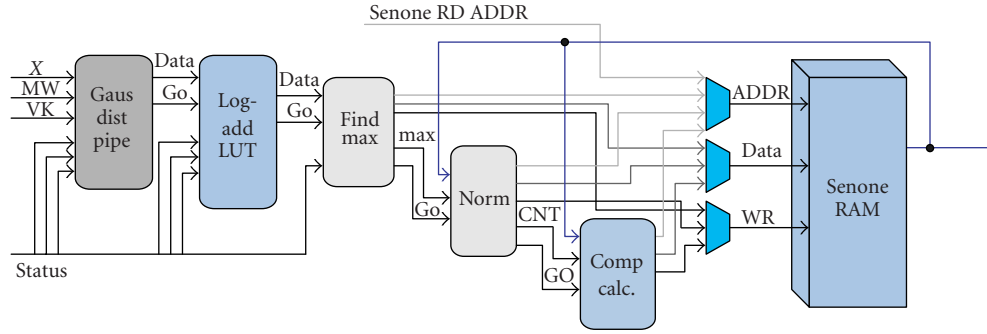 Senone RD ADDR
X
MW
VK
Gaus
dist
pipe
Data
Go
Log-
add
LUT
Data
Go
Find
max
max
Go
Norm
CNT
GO
Comp
calc.
ADDR
Data
WR
Senone
RAM
Status